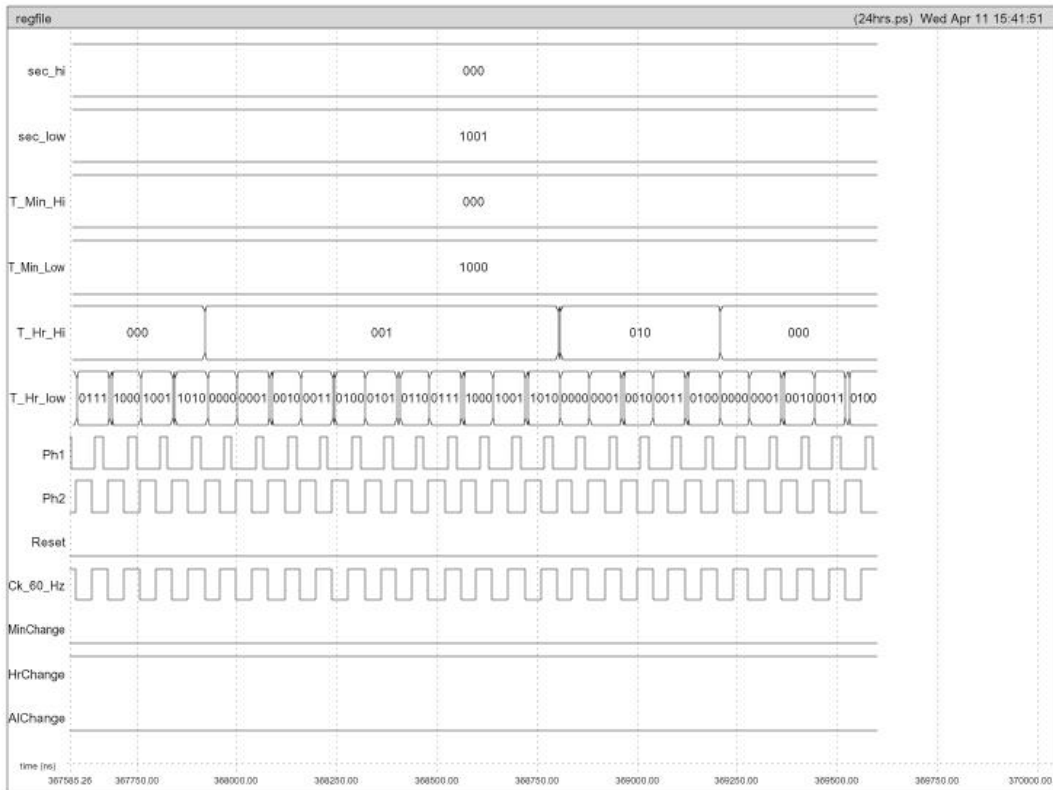 regfile (24hrs.ps) Wed Apr 11 15:41:51
sec_hi 000
sec_low 1001
T_Min_Hi 000
T_Min_Low 1000
T_Hr_Hi 000 001 010 000
T_Hr_low 0111 1000 1001 1010 0000 0001 0010 0011 0100 0101 0110 0111 1000 1001 1010 0000 0001 0010 0011 0100 0000 0001 0010 0011 0100
Ph1
Ph2
Reset
Ck_60_Hz
MinChange
HrChange
AlChange
time (ns)
367585.26 367750.00 368000.00 368250.00 368500.00 368750.00 369000.00 369250.00 369500.00 369750.00 370000.00